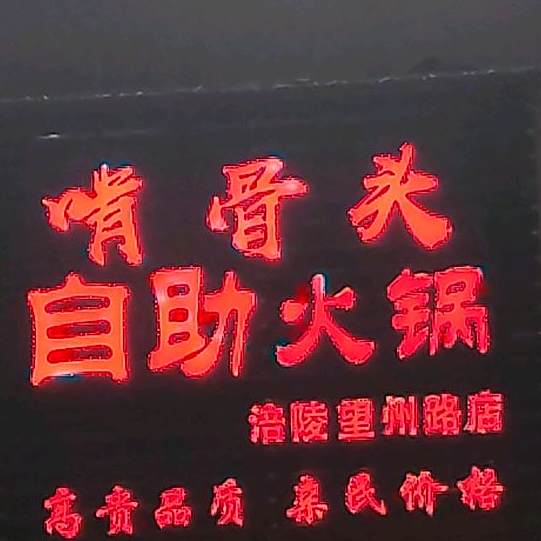 啃骨头
自助火锅
涪陵望州路店
高贵品质 亲民价格